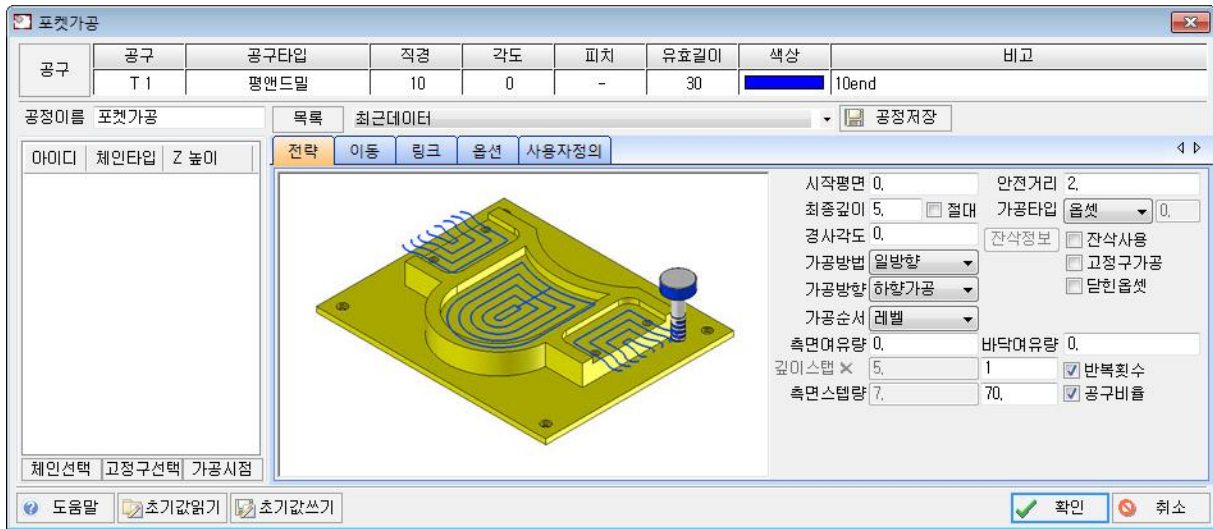 포켓가공
공구 공구 공구타입 직경 각도 피치 유효길이 색상 비고
T 1 평앤드밀 10 0 - 30 10end
공정이름 포켓가공 목록 최근데이터 공정저장
아이디 체인타입 Z 높이
전략 이동 링크 옵션 사용자정의
시작평면 0, 안전거리 2,
최종깊이 5, 절대 가공타입 옵셋 0,
경사각도 0, 잔삭정보 잔삭사용
가공방법 일방향 고정구가공
가공방향 하향가공 닫힌옵셋
가공순서 레벨
측면여유량 0, 바닥여유량 0,
깊이스탭 5, 1 반복횟수
측면스텝량 7, 70, 공구비율
체인선택 고정구선택 가공시점
도움말 초기값읽기 초기값쓰기 확인 취소